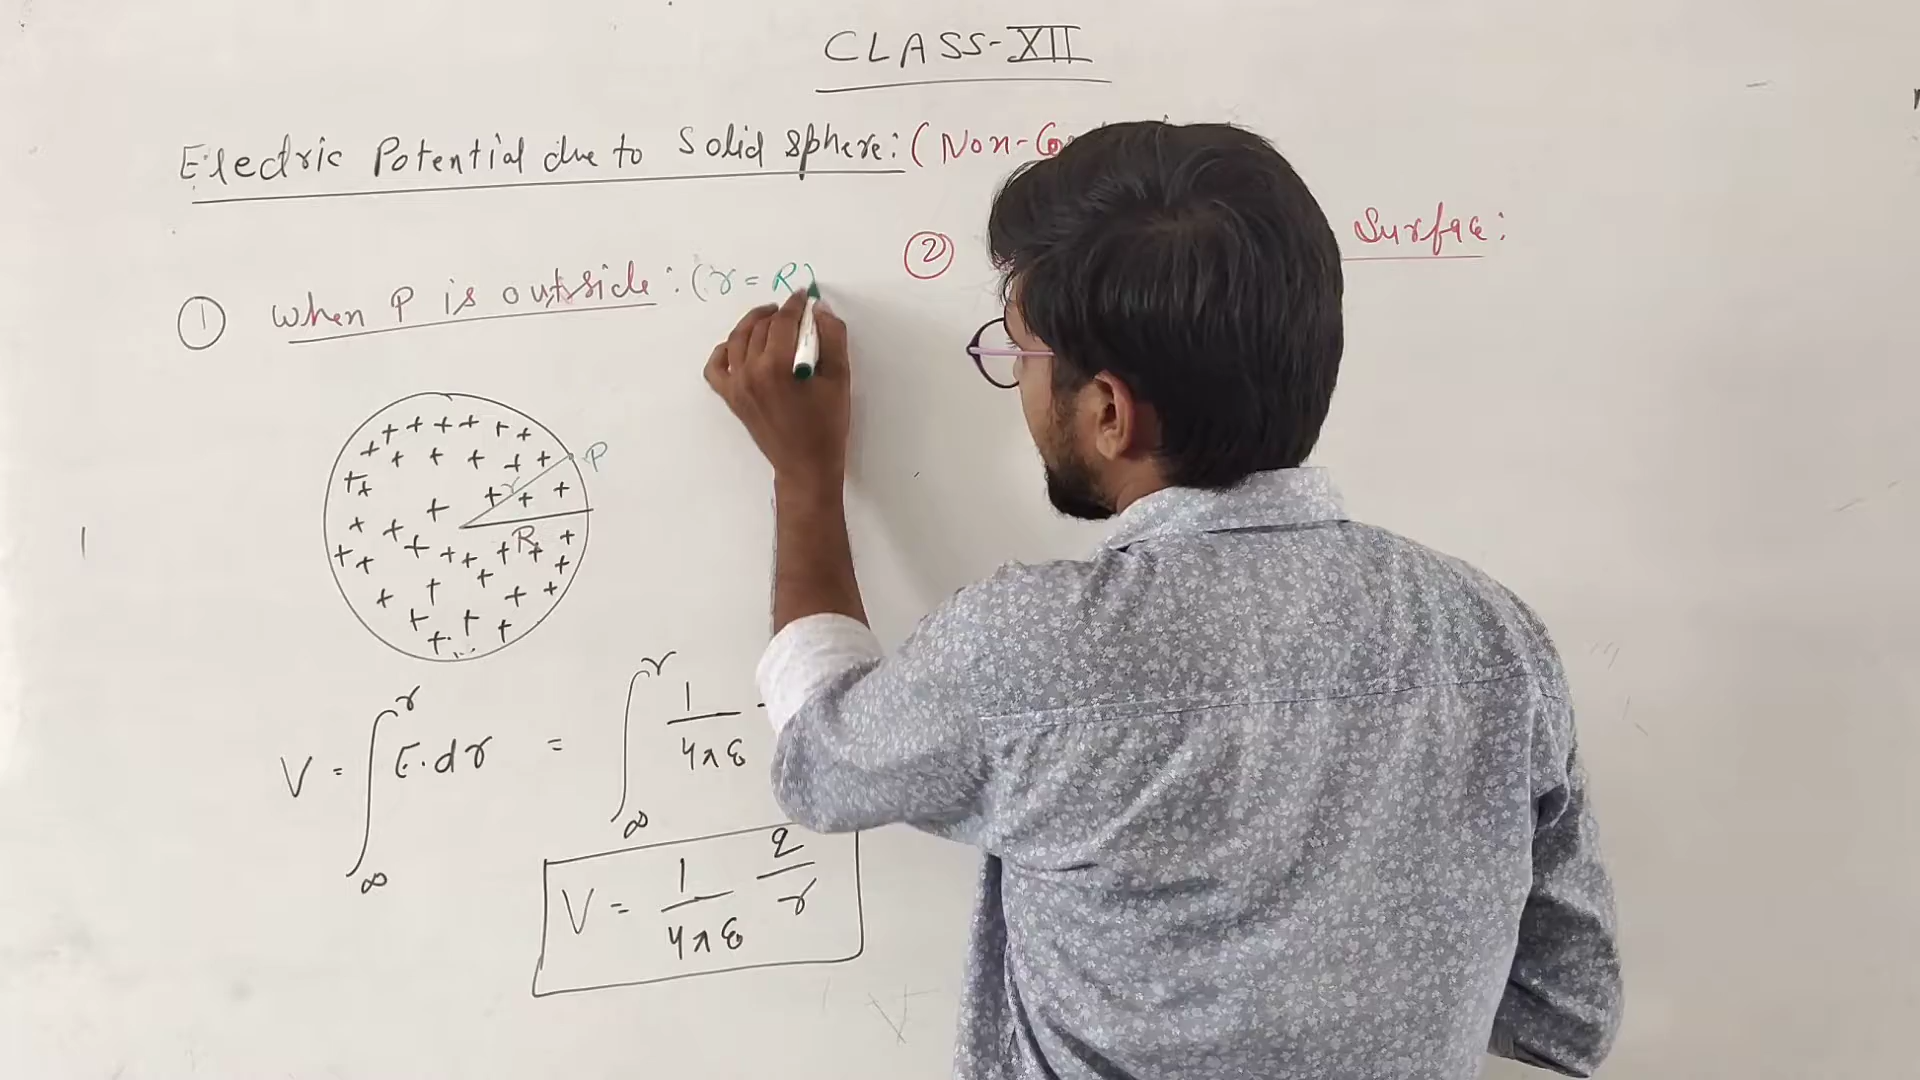 CLASS-XII
Electric Potential due to Solid sphere: (Non-Co
① When P is outside: (r = R)
② Surface:
P
r
R
V = ∫∞^r E.dr = ∫∞^r 1/4πε
V = 1/4πε q/r